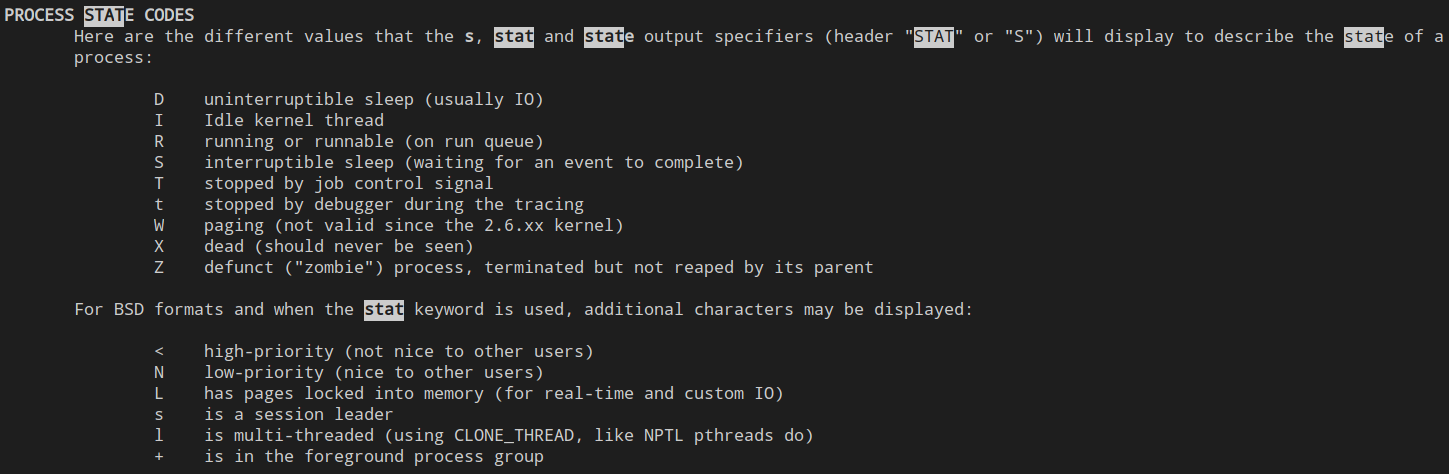 PROCESS STATE CODES
Here are the different values that the s, stat and state output specifiers (header "STAT" or "S") will display to describe the state of a
process:
D    uninterruptible sleep (usually IO)
I    Idle kernel thread
R    running or runnable (on run queue)
S    interruptible sleep (waiting for an event to complete)
T    stopped by job control signal
t    stopped by debugger during the tracing
W    paging (not valid since the 2.6.xx kernel)
X    dead (should never be seen)
Z    defunct ("zombie") process, terminated but not reaped by its parent
For BSD formats and when the stat keyword is used, additional characters may be displayed:
<    high-priority (not nice to other users)
N    low-priority (nice to other users)
L    has pages locked into memory (for real-time and custom IO)
s    is a session leader
l    is multi-threaded (using CLONE_THREAD, like NPTL pthreads do)
+    is in the foreground process group